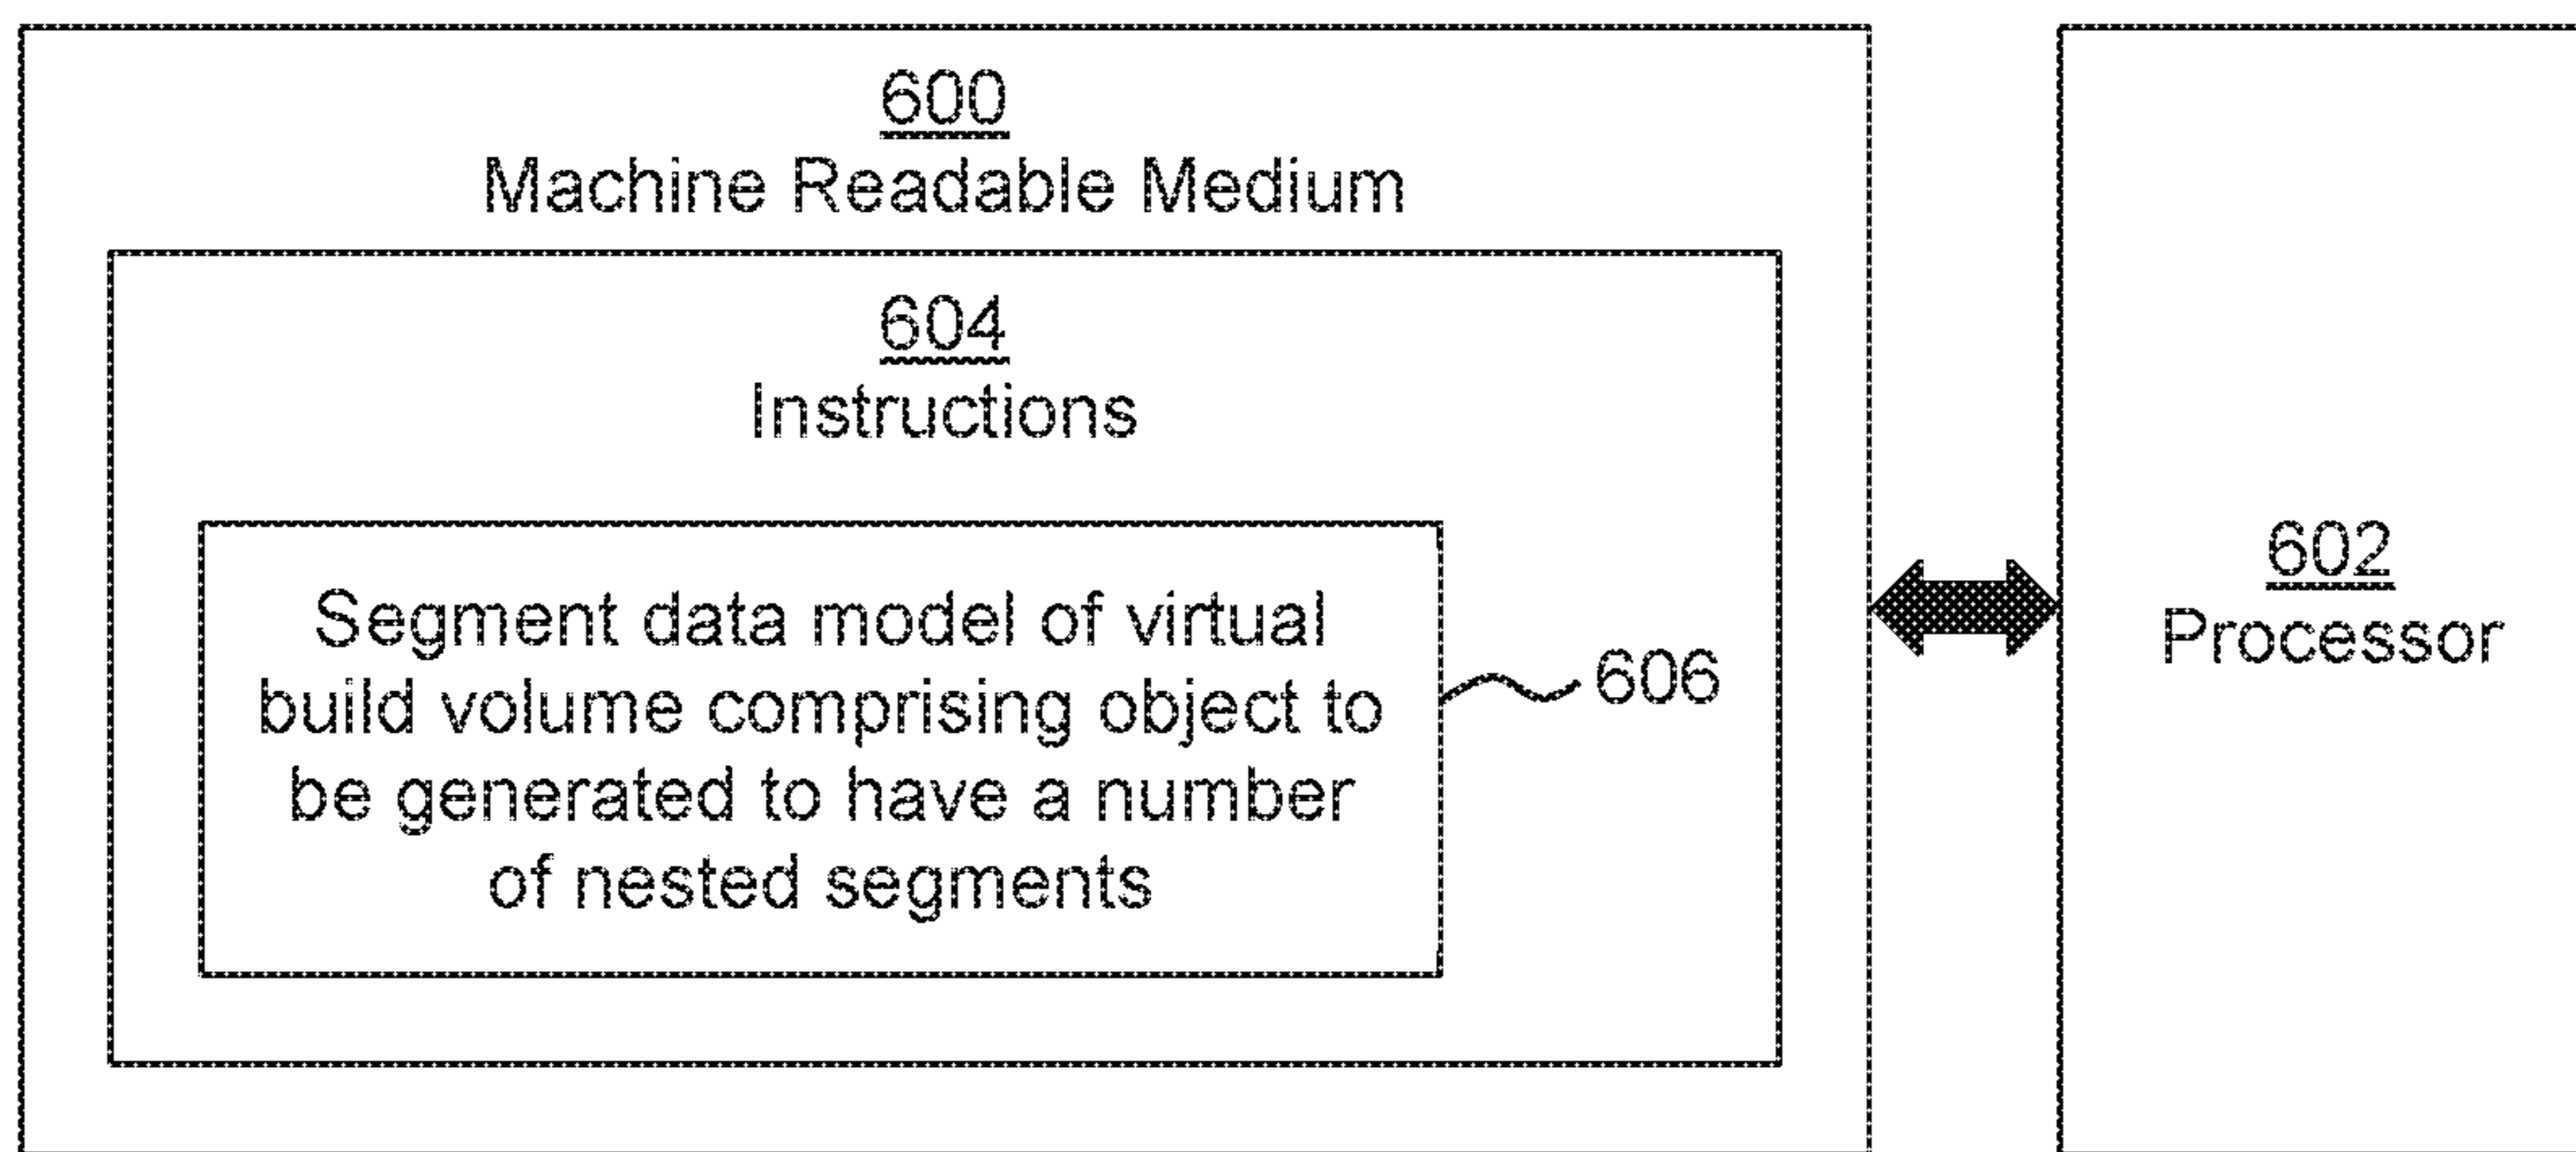 600
Machine Readable Medium
604
Instructions
Segment data model of virtual
build volume comprising object to
be generated to have a number
of nested segments
606
602
Processor